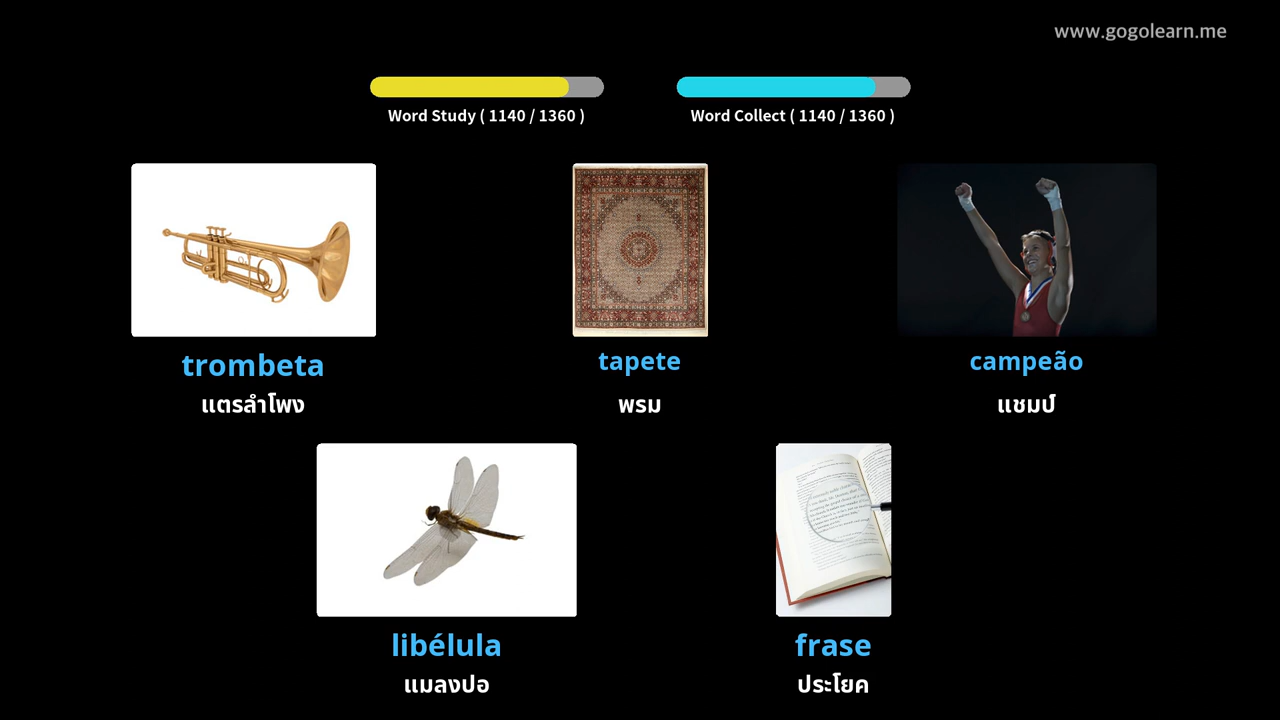 www.gogolearn.me
Word Study ( 1140 / 1360 )
Word Collect ( 1140 / 1360 )
trombeta
แตรลำโพง
tapete
พรม
campeão
แชมป์
libélula
แมลงปอ
frase
ประโยค